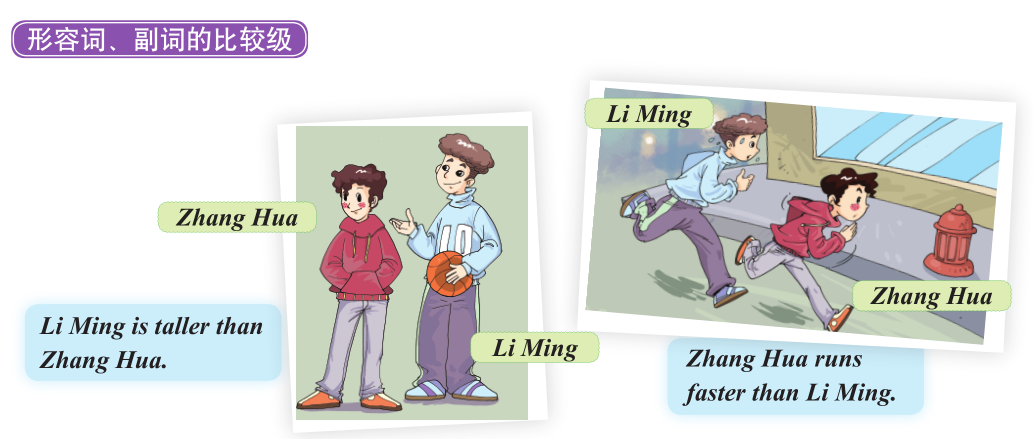 形容词、副词的比较级
Zhang Hua
Li Ming is taller than
Zhang Hua.
Li Ming
10
Li Ming
Zhang Hua
Zhang Hua runs
faster than Li Ming.